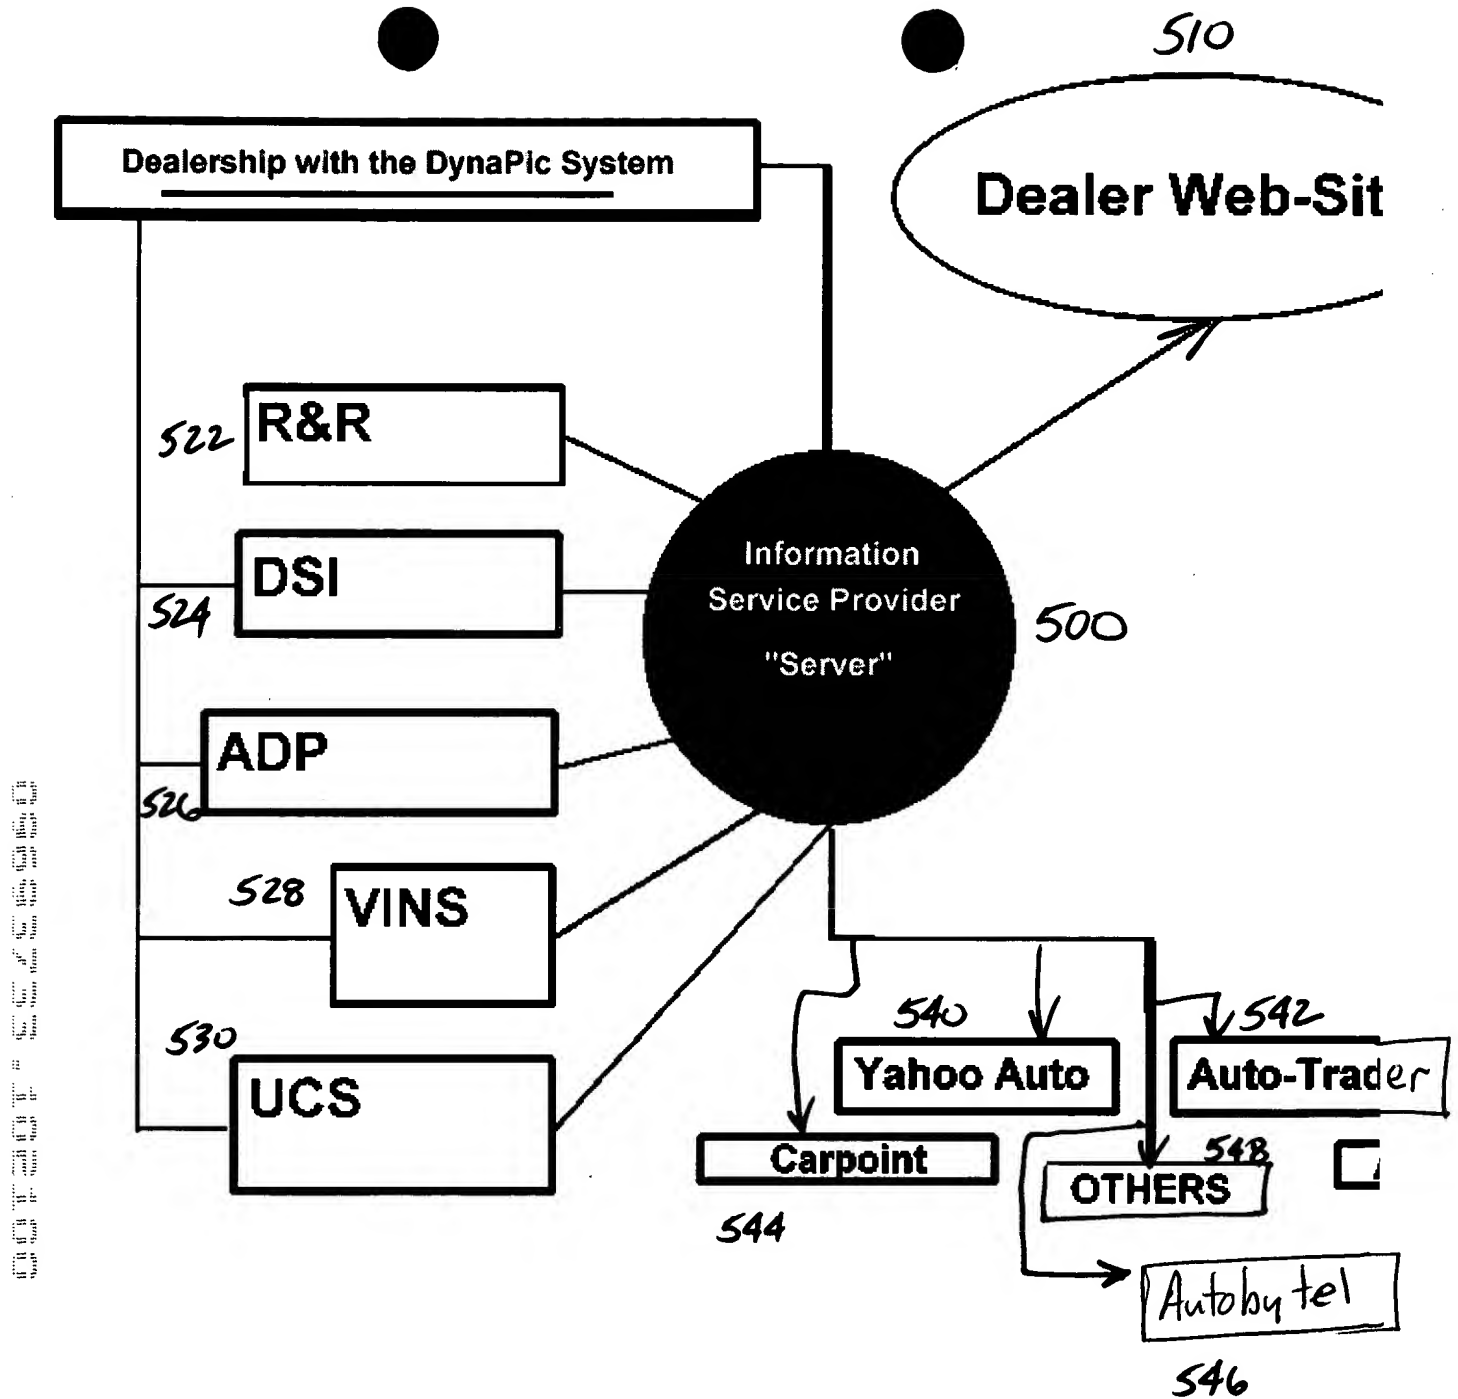 510
Dealership with the DynaPic System
Dealer Web-Sit
R&R
522
DSI
524
Information
Service Provider
"Server"
500
ADP
526
528
VINS
530
UCS
540
542
Yahoo Auto
Auto-Trader
Carpoint
548
OTHERS
544
Autobytel
546